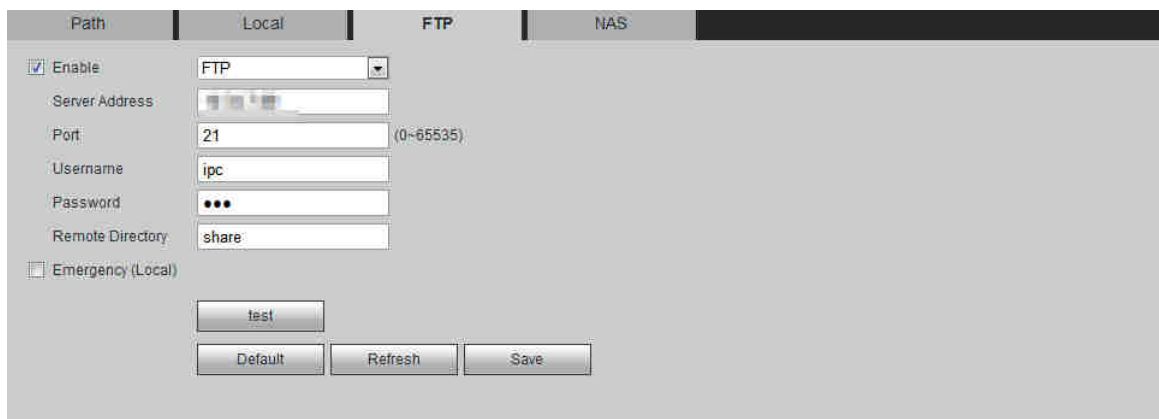 Path Local FTP NAS
Enable FTP
Server Address
Port 21 (0~65535)
Username ipc
Password ●●●
Remote Directory share
Emergency (Local)
test
Default Refresh Save